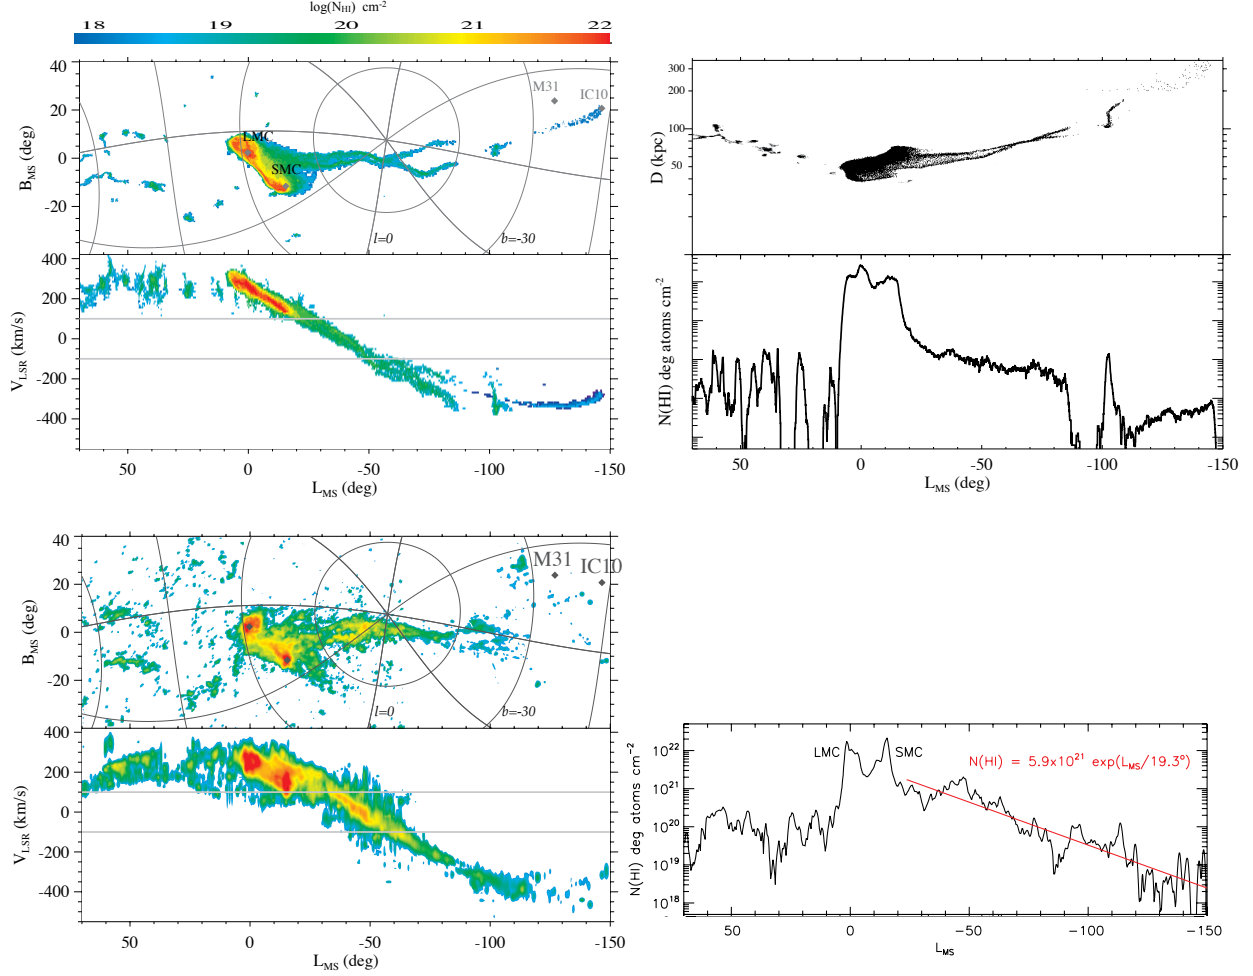 log(N_HI) cm^-2
18 19 20 21 22
40
20
0
-20
B_MS (deg)
LMC
SMC
M31
IC10
l=0
b=-30
400
200
0
-200
-400
V_LSR (km/s)
50 0 -50 -100 -150
L_MS (deg)
300
200
100
50
D (kpc)
N(HI) deg atoms cm^-2
50 0 -50 -100 -150
L_MS (deg)
40
20
0
-20
B_MS (deg)
M31
IC10
l=0
b=-30
400
200
0
-200
-400
V_LSR (km/s)
50 0 -50 -100 -150
L_MS (deg)
10^22
10^21
10^20
10^19
10^18
N(HI) deg atoms cm^-2
LMC
SMC
N(HI) = 5.9x10^21 exp(L_MS/19.3°)
50 0 -50 -100 -150
L_MS